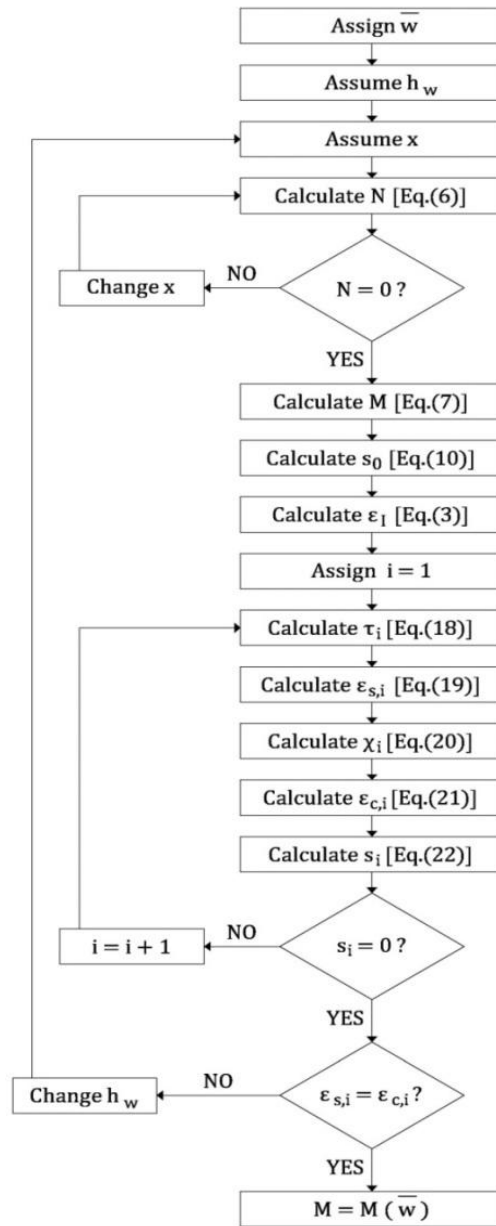 Assign w̅
Assume h_w
Assume x
Calculate N [Eq.(6)]
Change x
NO
N = 0 ?
YES
Calculate M [Eq.(7)]
Calculate s₀ [Eq.(10)]
Calculate ε_I [Eq.(3)]
Assign i = 1
Calculate τ_i [Eq.(18)]
Calculate ε_s,i [Eq.(19)]
Calculate χ_i [Eq.(20)]
Calculate ε_c,i [Eq.(21)]
Calculate s_i [Eq.(22)]
i = i + 1
NO
s_i = 0 ?
YES
Change h_w
NO
ε_s,i = ε_c,i ?
YES
M = M ( w̅ )